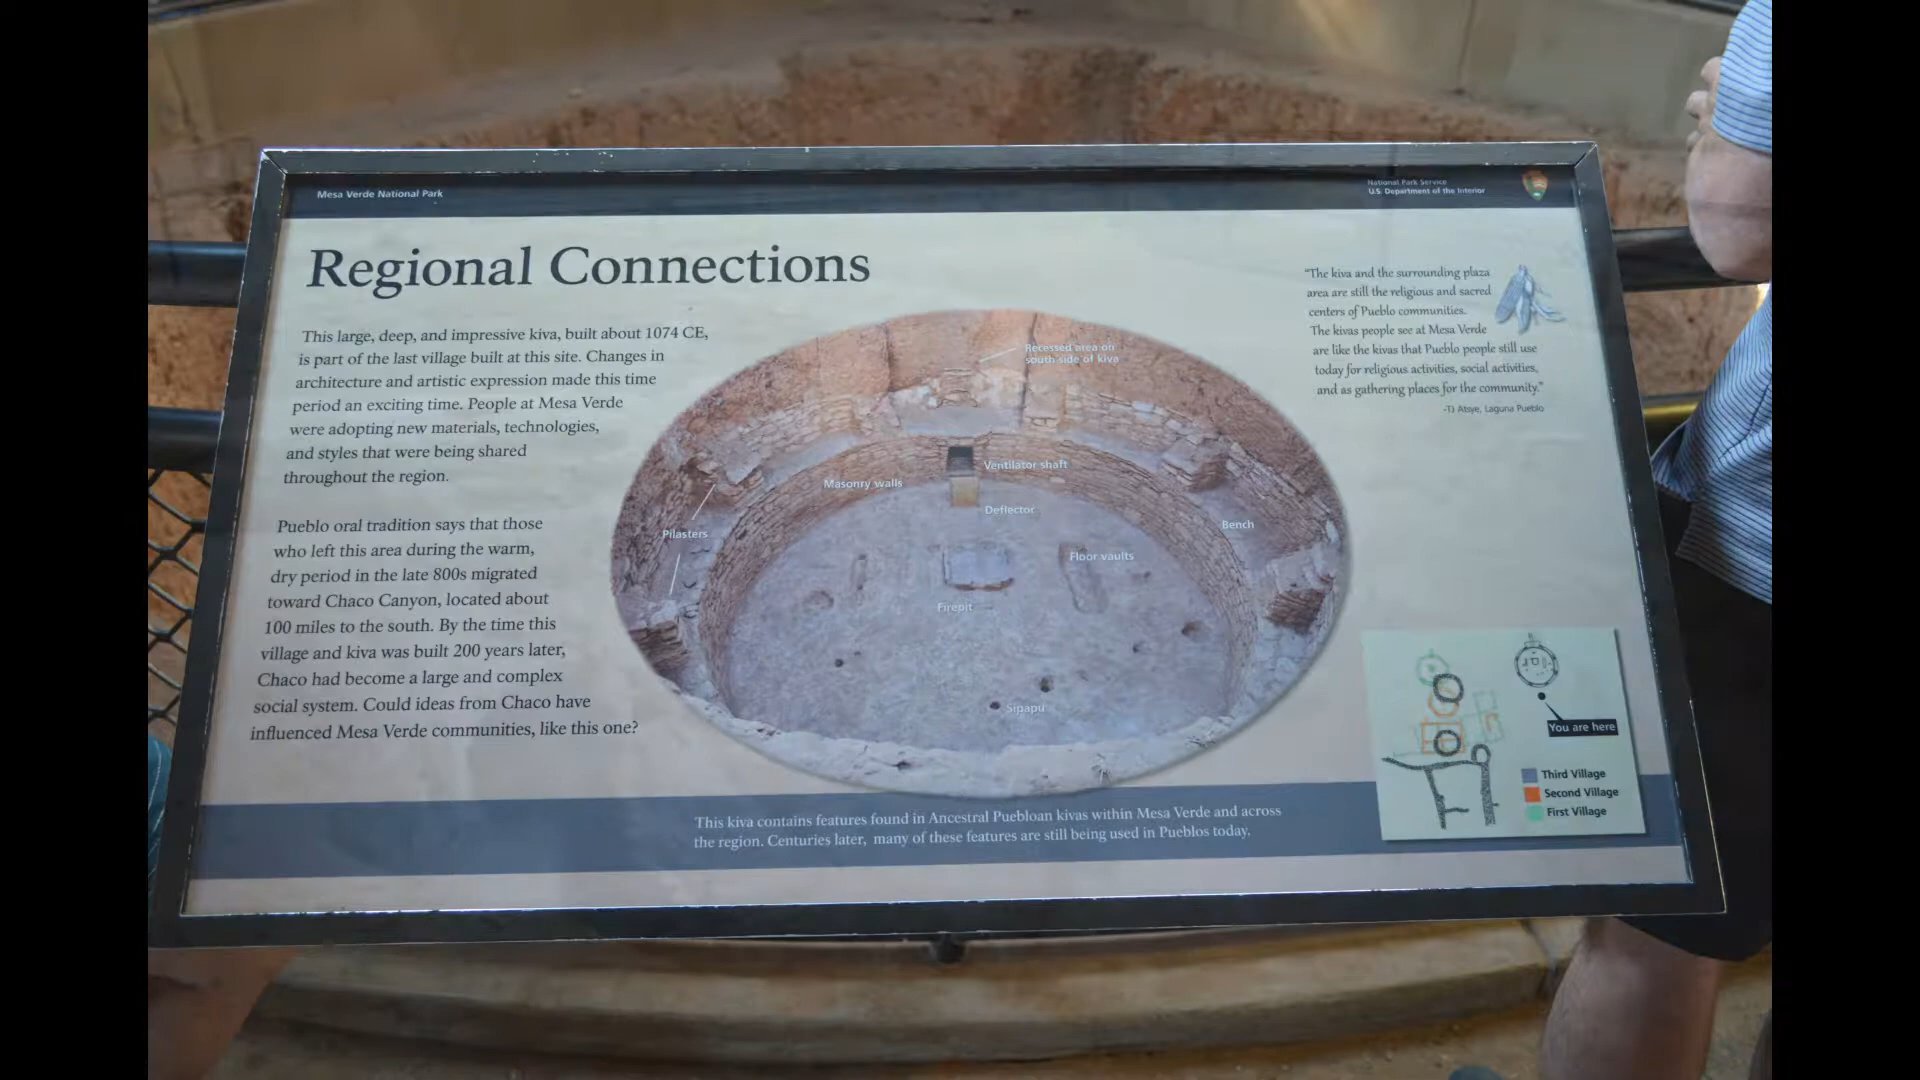 Mesa Verde National Park
National Park Service
U.S. Department of the Interior
Regional Connections
This large, deep, and impressive kiva, built about 1074 CE,
is part of the last village built at this site. Changes in
architecture and artistic expression made this time
period an exciting time. People at Mesa Verde
were adopting new materials, technologies,
and styles that were being shared
throughout the region.
Pueblo oral tradition says that those
who left this area during the warm,
dry period in the late 800s migrated
toward Chaco Canyon, located about
100 miles to the south. By the time this
village and kiva was built 200 years later,
Chaco had become a large and complex
social system. Could ideas from Chaco have
influenced Mesa Verde communities, like this one?
Recessed area on
south side of kiva
Ventilator shaft
Masonry walls
Deflector
Pilasters
Bench
Floor vaults
Firepit
Sipapu
"The kiva and the surrounding plaza
area are still the religious and sacred
centers of Pueblo communities.
The kivas people see at Mesa Verde
are like the kivas that Pueblo people still use
today for religious activities, social activities,
and as gathering places for the community."
-TJ Atsye, Laguna Pueblo
You are here
Third Village
Second Village
First Village
This kiva contains features found in Ancestral Puebloan kivas within Mesa Verde and across
the region. Centuries later, many of these features are still being used in Pueblos today.